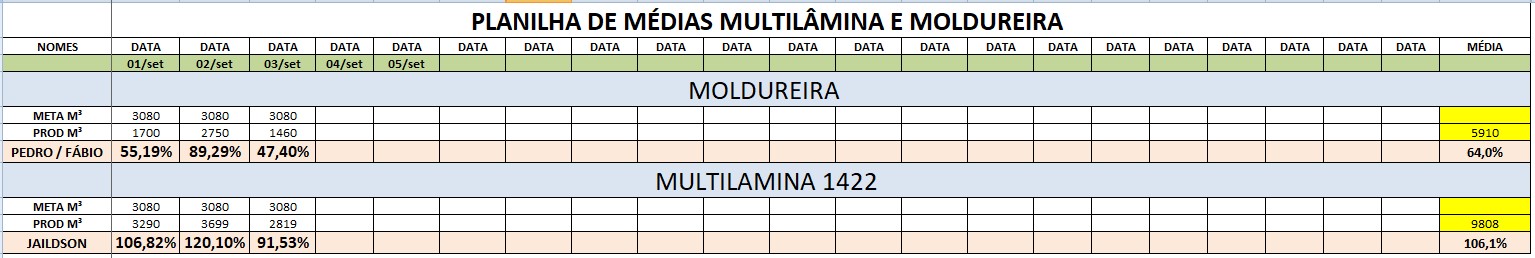 PLANILHA DE MÉDIAS MULTILÂMINA E MOLDUREIRA
NOMES DATA DATA DATA DATA DATA DATA DATA DATA DATA DATA DATA DATA DATA DATA DATA DATA DATA DATA DATA DATA MÉDIA
01/set 02/set 03/set 04/set 05/set
MOLDUREIRA
META M³ 3080 3080 3080
PROD M³ 1700 2750 1460 5910
PEDRO / FÁBIO 55,19% 89,29% 47,40% 64,0%
MULTILAMINA 1422
META M³ 3080 3080 3080
PROD M³ 3290 3699 2819 9808
JAILDSON 106,82% 120,10% 91,53% 106,1%